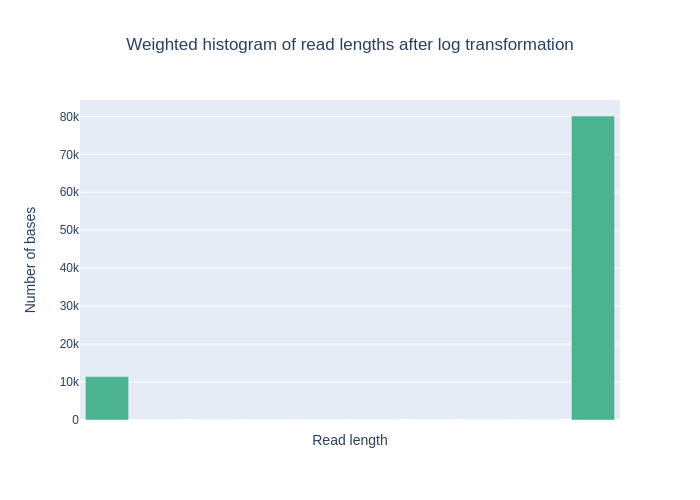 Weighted histogram of read lengths after log transformation
80k
70k
60k
50k
40k
30k
20k
10k
0
Number of bases
Read length